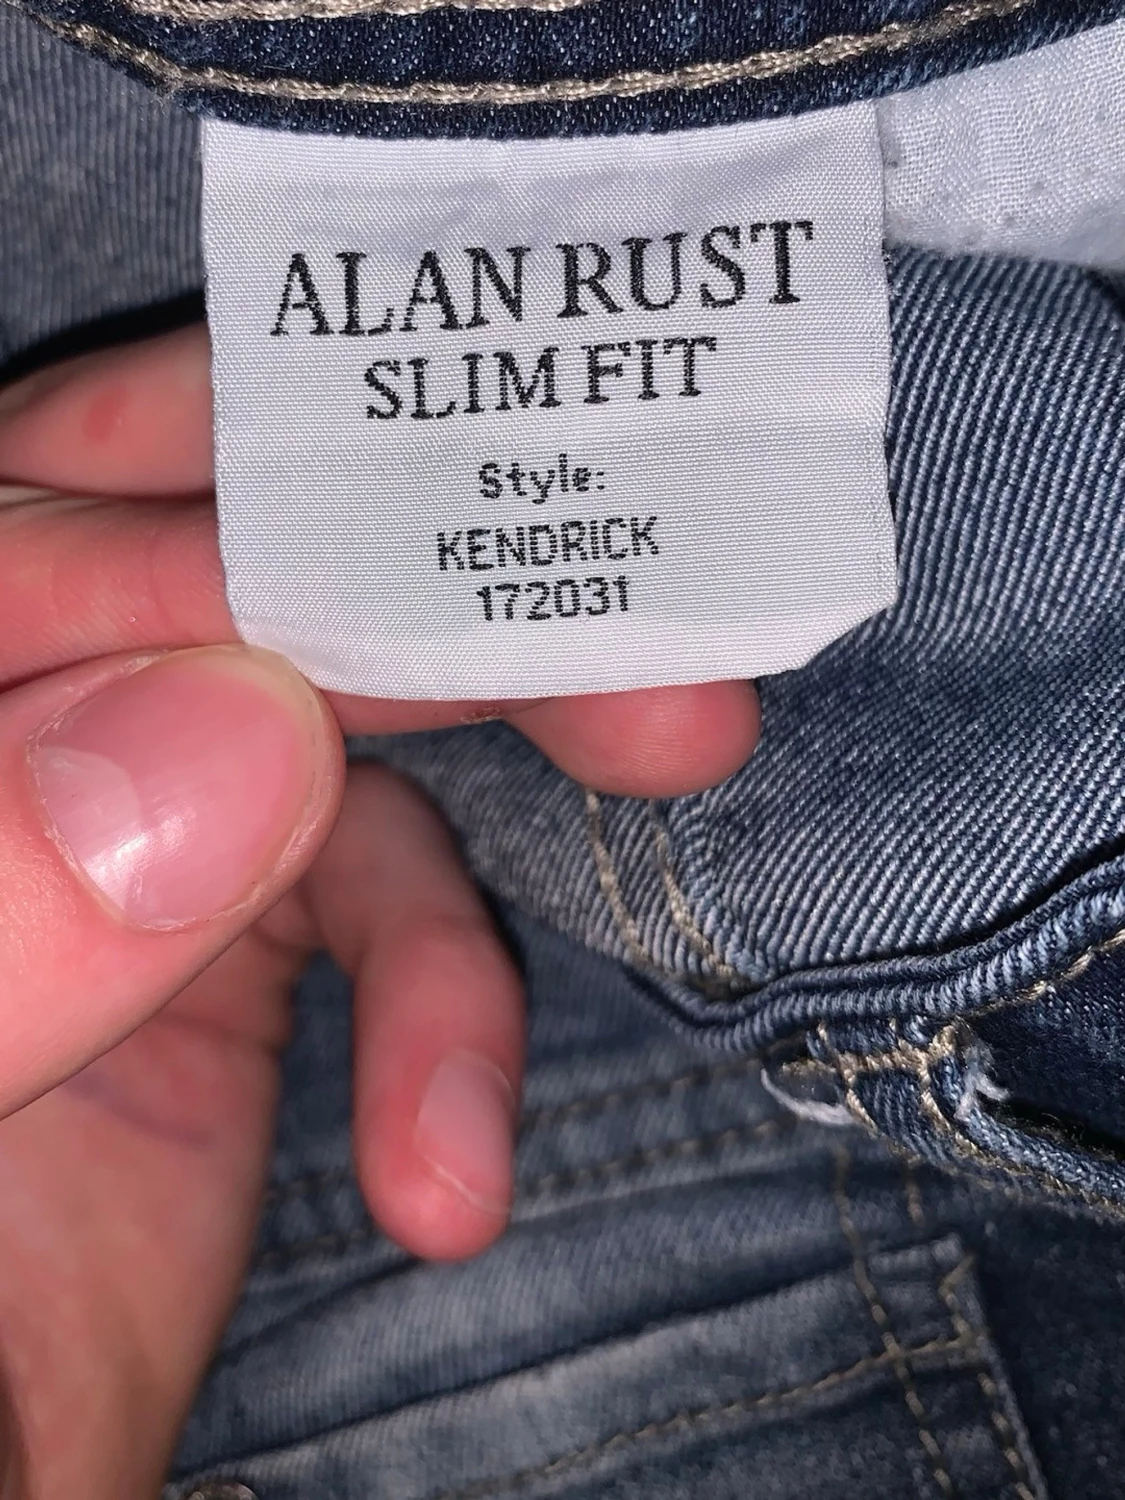 ALAN RUST
SLIM FIT
Style:
KENDRICK
172031